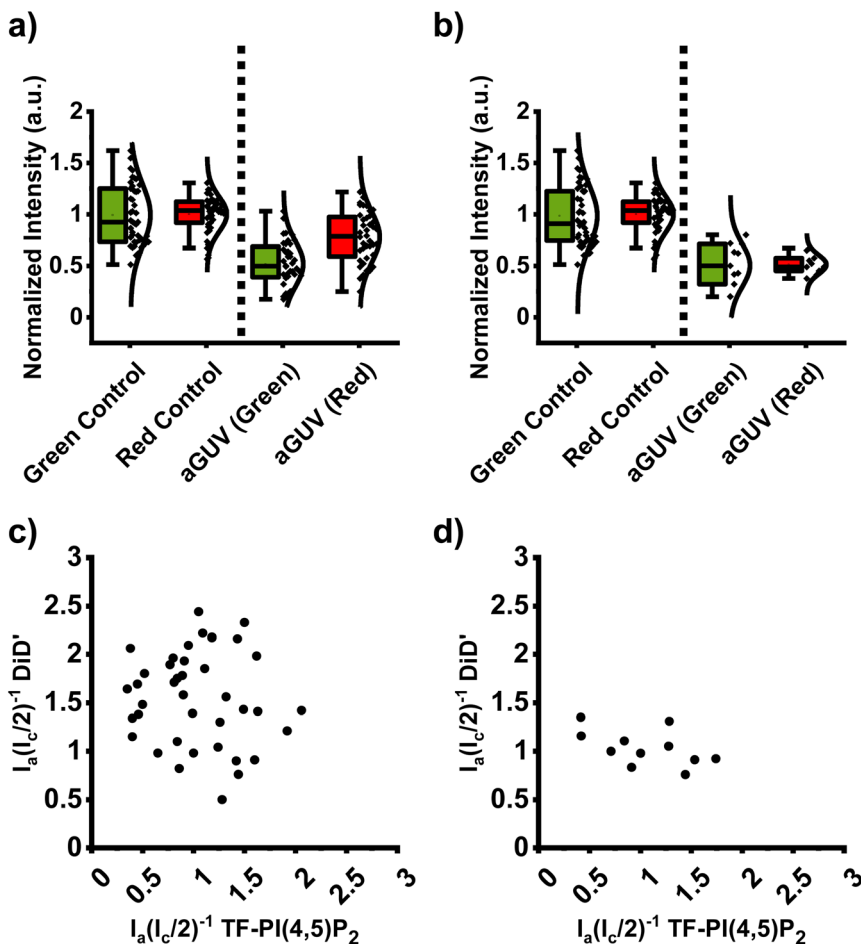 a)
Normalized Intensity (a.u.)
2
1.5
1
0.5
0
Green Control
Red Control
aGUV (Green)
aGUV (Red)
b)
Normalized Intensity (a.u.)
2
1.5
1
0.5
0
Green Control
Red Control
aGUV (Green)
aGUV (Red)
c)
Iₐ(I꜀/2)⁻¹ DiD'
3
2.5
2
1.5
1
0.5
0
0
0.5
1
1.5
2
2.5
3
Iₐ(I꜀/2)⁻¹ TF-PI(4,5)P₂
d)
Iₐ(I꜀/2)⁻¹ DiD'
3
2.5
2
1.5
1
0.5
0
0
0.5
1
1.5
2
2.5
3
Iₐ(I꜀/2)⁻¹ TF-PI(4,5)P₂